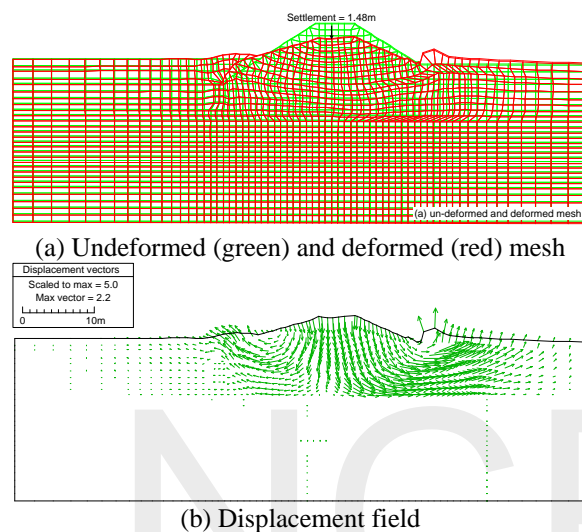 Settlement = 1.48m
(a) un-deformed and deformed mesh
(a) Undeformed (green) and deformed (red) mesh
Displacement vectors
Scaled to max = 5.0
Max vector = 2.2
0 10m
(b) Displacement field